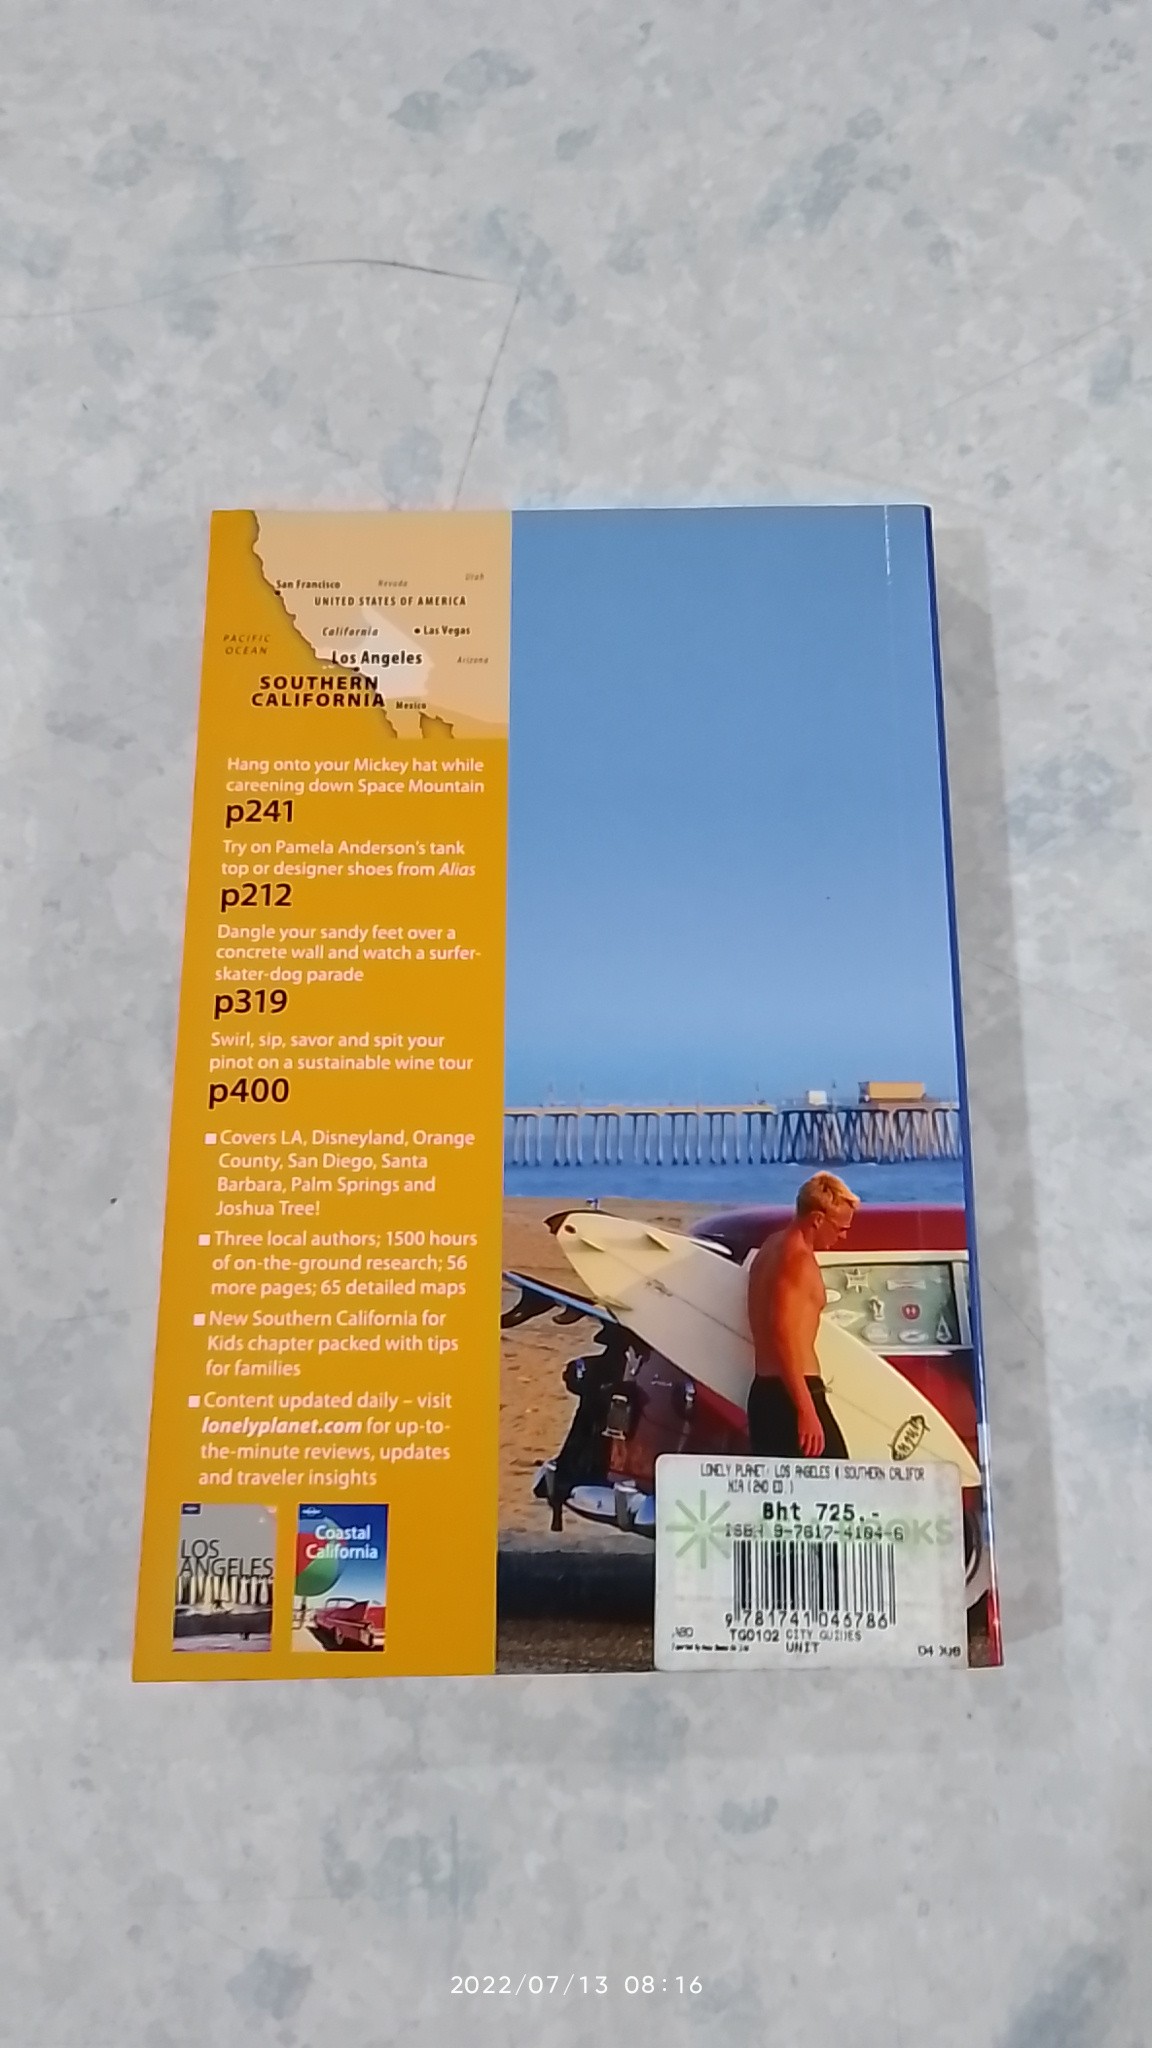 San Francisco
Nevada
Utah
UNITED STATES OF AMERICA
California
Las Vegas
PACIFIC
OCEAN
Los Angeles
Arizona
SOUTHERN
CALIFORNIA
Mexico
Hang onto your Mickey hat while
careening down Space Mountain
p241
Try on Pamela Anderson's tank
top or designer shoes from Alias
p212
Dangle your sandy feet over a
concrete wall and watch a surfer-
skater-dog parade
p319
Swirl, sip, savor and spit your
pinot on a sustainable wine tour
p400
Covers LA, Disneyland, Orange
County, San Diego, Santa
Barbara, Palm Springs and
Joshua Tree!
Three local authors; 1500 hours
of on-the-ground research; 56
more pages; 65 detailed maps
New Southern California for
Kids chapter packed with tips
for families
Content updated daily – visit
lonelyplanet.com for up-to-
the-minute reviews, updates
and traveler insights
LOS
ANGELES
Coastal
California
LONELY PLANET: LOS ANGELES & SOUTHERN CALIFOR
NIA (2ND ED.)
Bht 725.-
ISBN
9 781741 046786
TG0102 CITY GUIDES
UNIT
2022/07/13 08:16